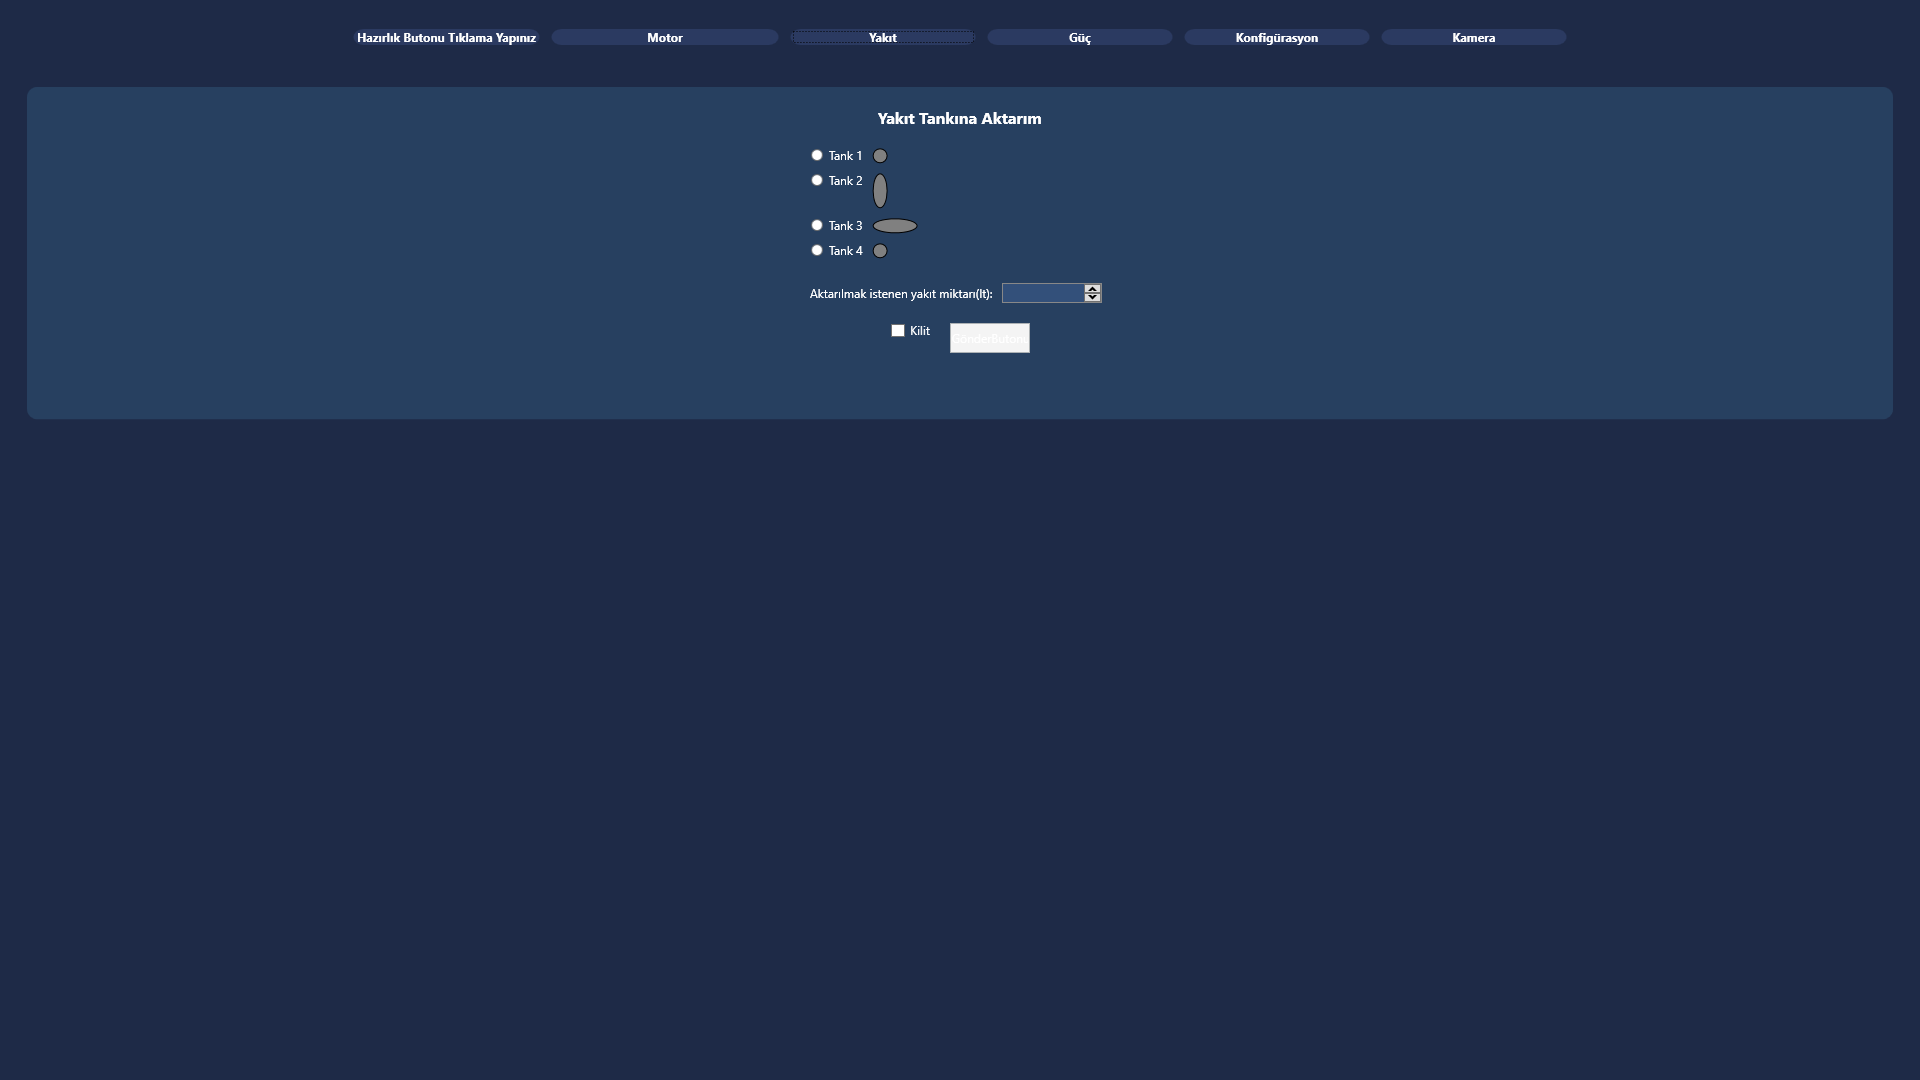 Hazırlık Butonu Tıklama Yapınız Motor Yakıt Güç Konfigürasyon Kamera
Yakıt Tankına Aktarım
Tank 1
Tank 2
Tank 3
Tank 4
Aktarılmak istenen yakıt miktarı(lt):
Kilit